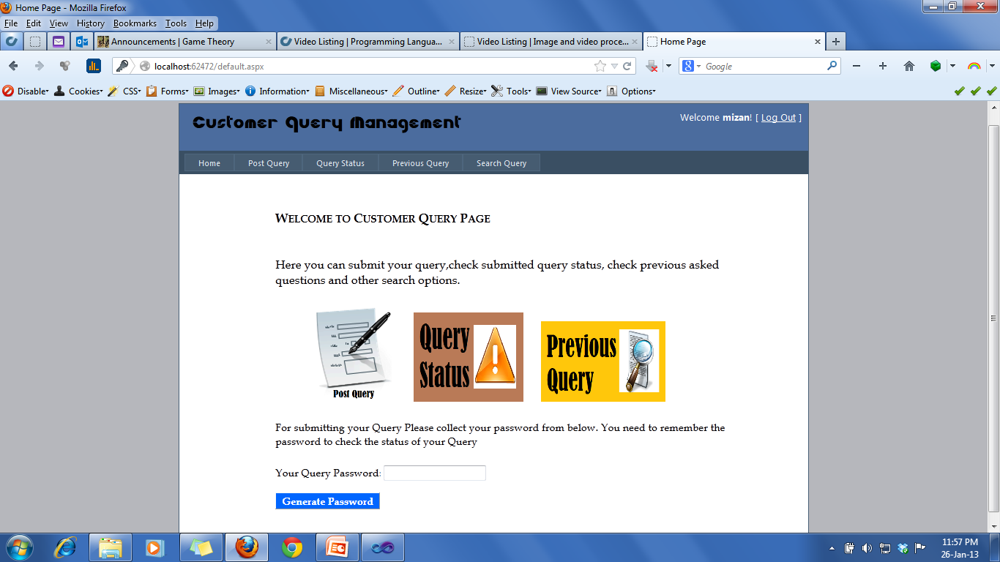 Home Page - Mozilla Firefox
File Edit View History Bookmarks Tools Help
Announcements | Game Theory
Video Listing | Programming Langua...
Video Listing | Image and video proce...
Home Page
localhost:62472/default.aspx
Google
Disable Cookies CSS Forms Images Information Miscellaneous Outline Resize Tools View Source Options
Customer Query Management
Welcome mizan! [ Log Out ]
Home Post Query Query Status Previous Query Search Query
WELCOME TO CUSTOMER QUERY PAGE
Here you can submit your query,check submitted query status, check previous asked
questions and other search options.
Post Query
Query
Status
Previous
Query
For submitting your Query Please collect your password from below. You need to remember the
password to check the status of your Query
Your Query Password:
Generate Password
11:57 PM
26-Jan-13